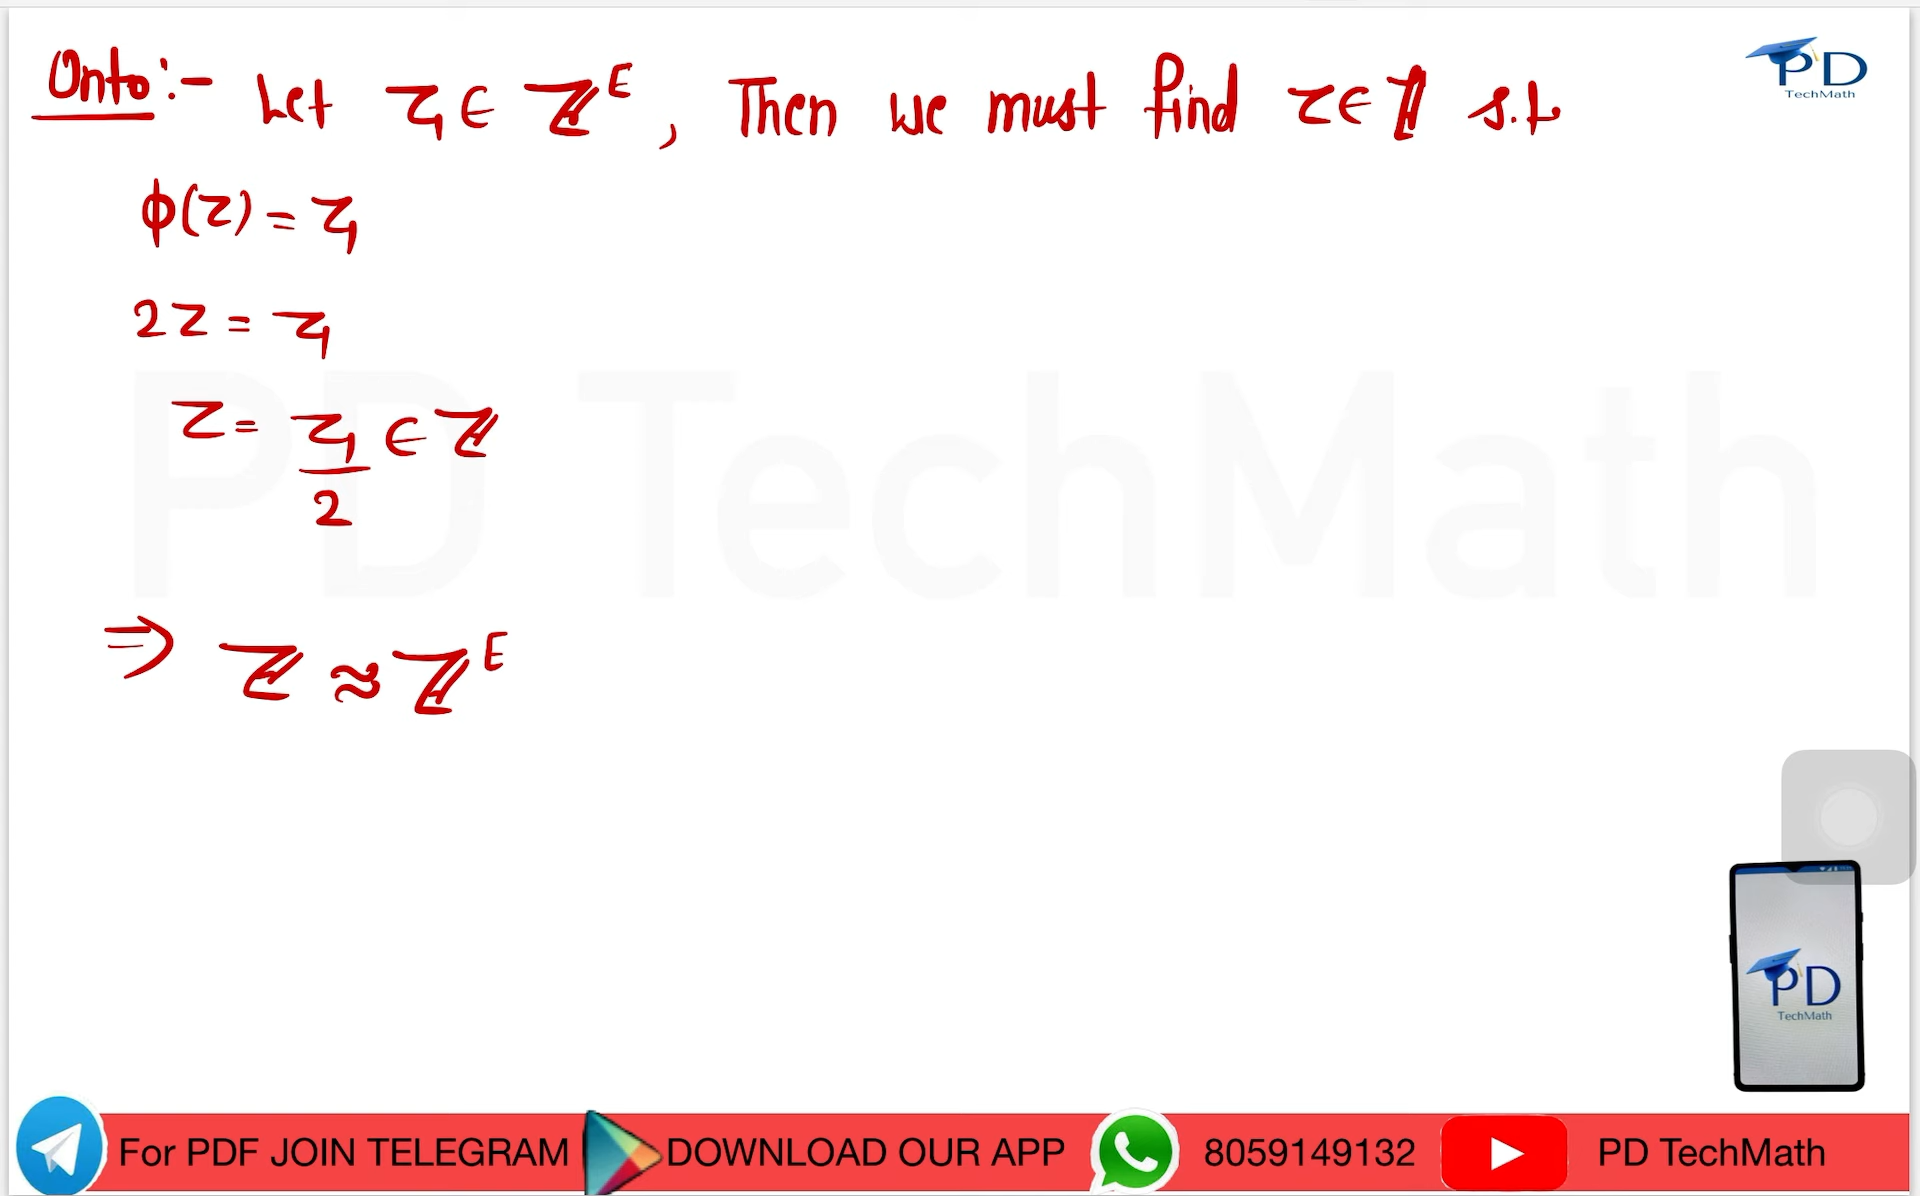 Onto:- Let z₁ ∈ ℤᴱ, Then we must find z ∈ ℤ s.t
PD
TechMath
ϕ(z) = z₁
2z = z₁
z = z₁/2 ∈ ℤ
PD TechMath
⇒ ℤ ≈ ℤᴱ
PD
TechMath
For PDF JOIN TELEGRAM DOWNLOAD OUR APP 8059149132 PD TechMath